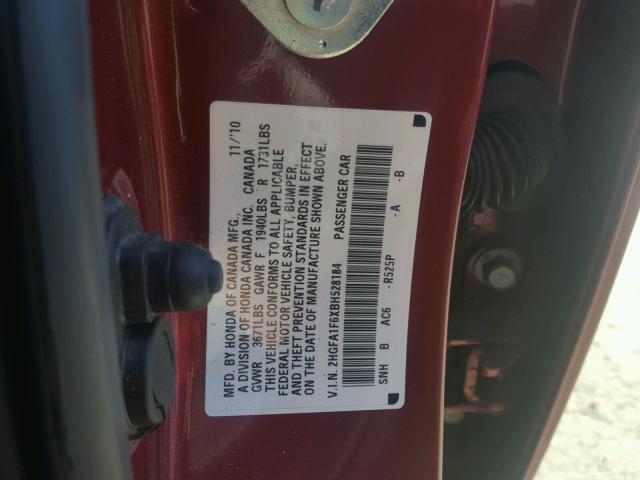 MFD. BY HONDA OF CANADA MFG., 11/'10
A DIVISION OF HONDA CANADA INC. CANADA
GVWR 3671LBS GAWR F 1940LBS R 1731LBS
THIS VEHICLE CONFORMS TO ALL APPLICABLE
FEDERAL MOTOR VEHICLE SAFETY, BUMPER,
AND THEFT PREVENTION STANDARDS IN EFFECT
ON THE DATE OF MANUFACTURE SHOWN ABOVE.
V.I.N. 2HGFA1F6XBH528184 PASSENGER CAR
SNH B AC6 -R525P -A -B